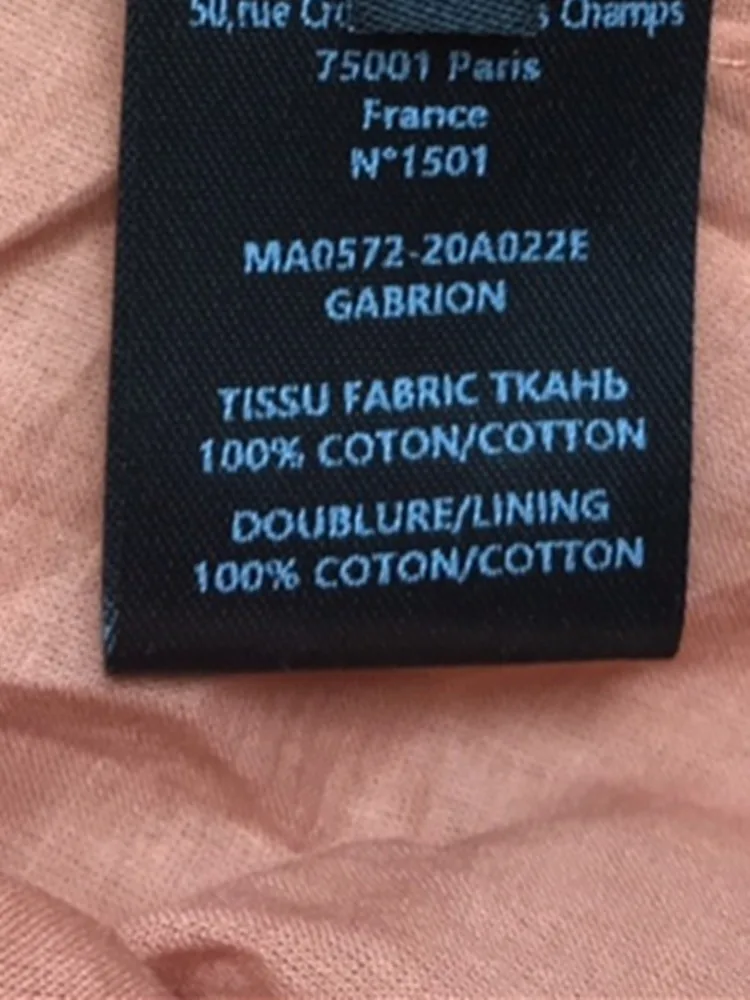 50,rue Champs
75001 Paris
France
N°1501
MA0572-20A022E
GABRION
TISSU FABRIC ТКАНЬ
100% COTON/COTTON
DOUBLURE/LINING
100% COTON/COTTON